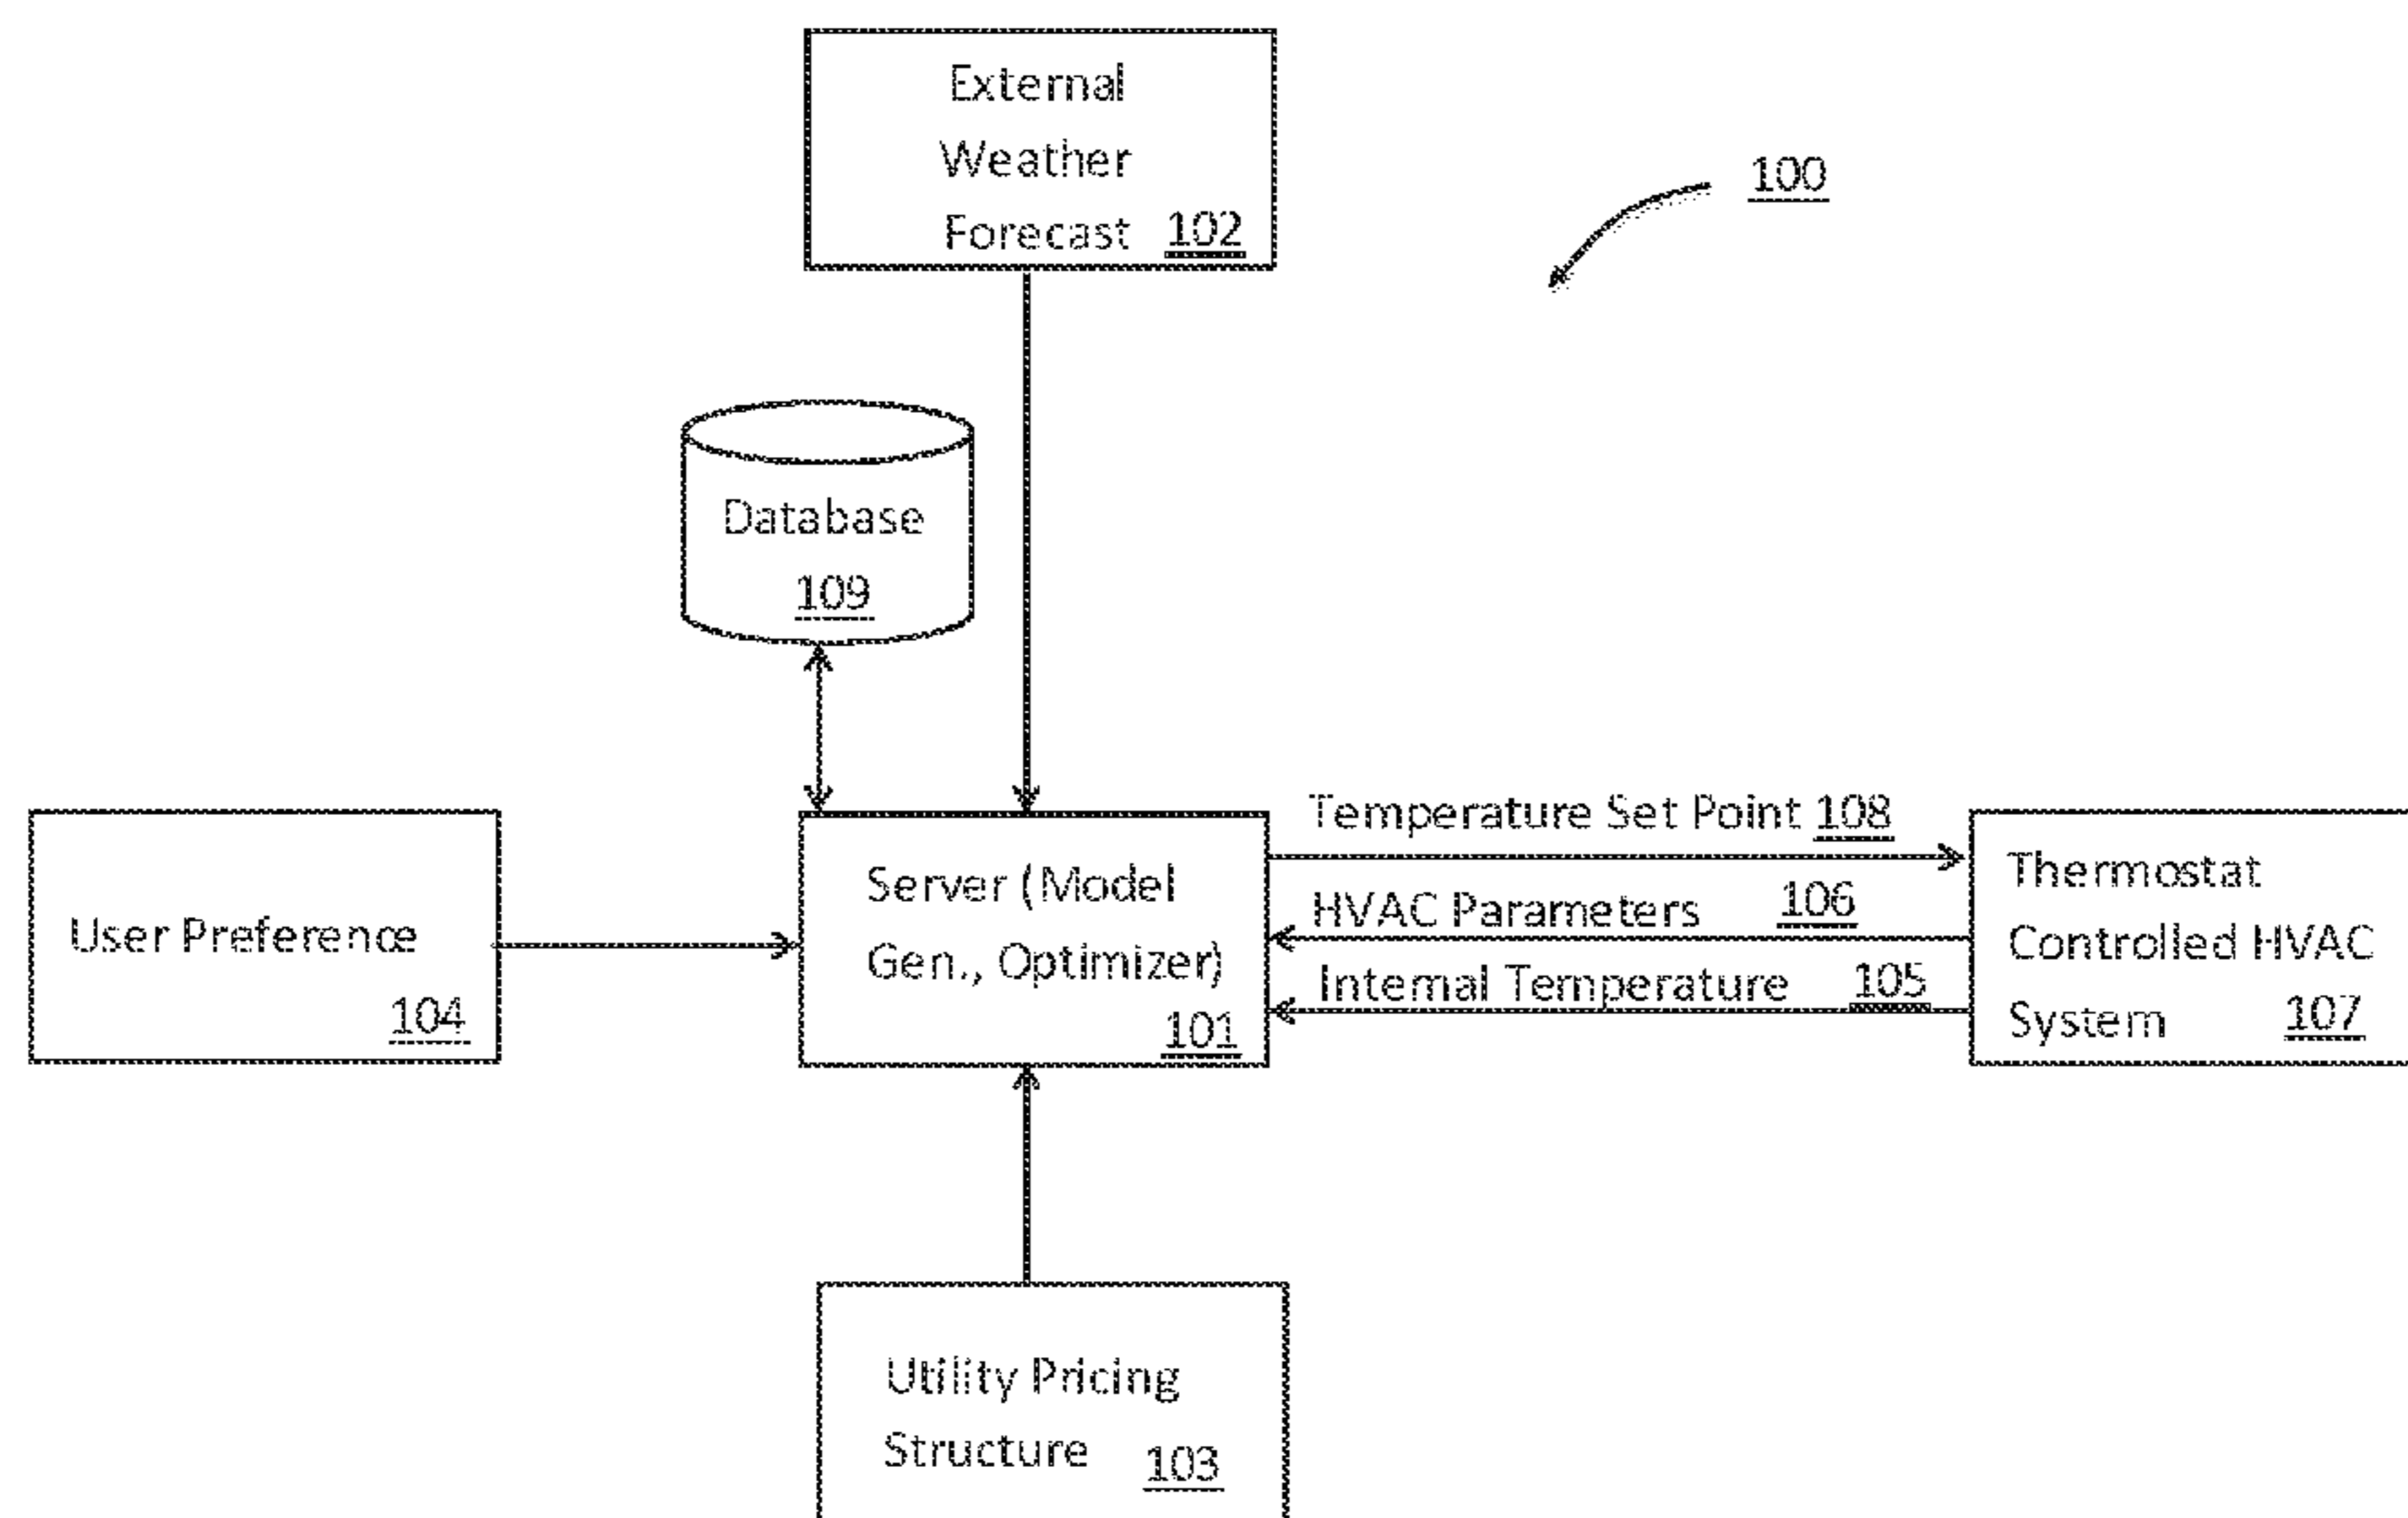 External
Weather
Forecast 102
100
Database
109
User Preference
104
Server (Model
Gen., Optimizer)
101
Temperature Set Point 108
HVAC Parameters 106
Internal Temperature 105
Thermostat
Controlled HVAC
System 107
Utility Pricing
Structure 103